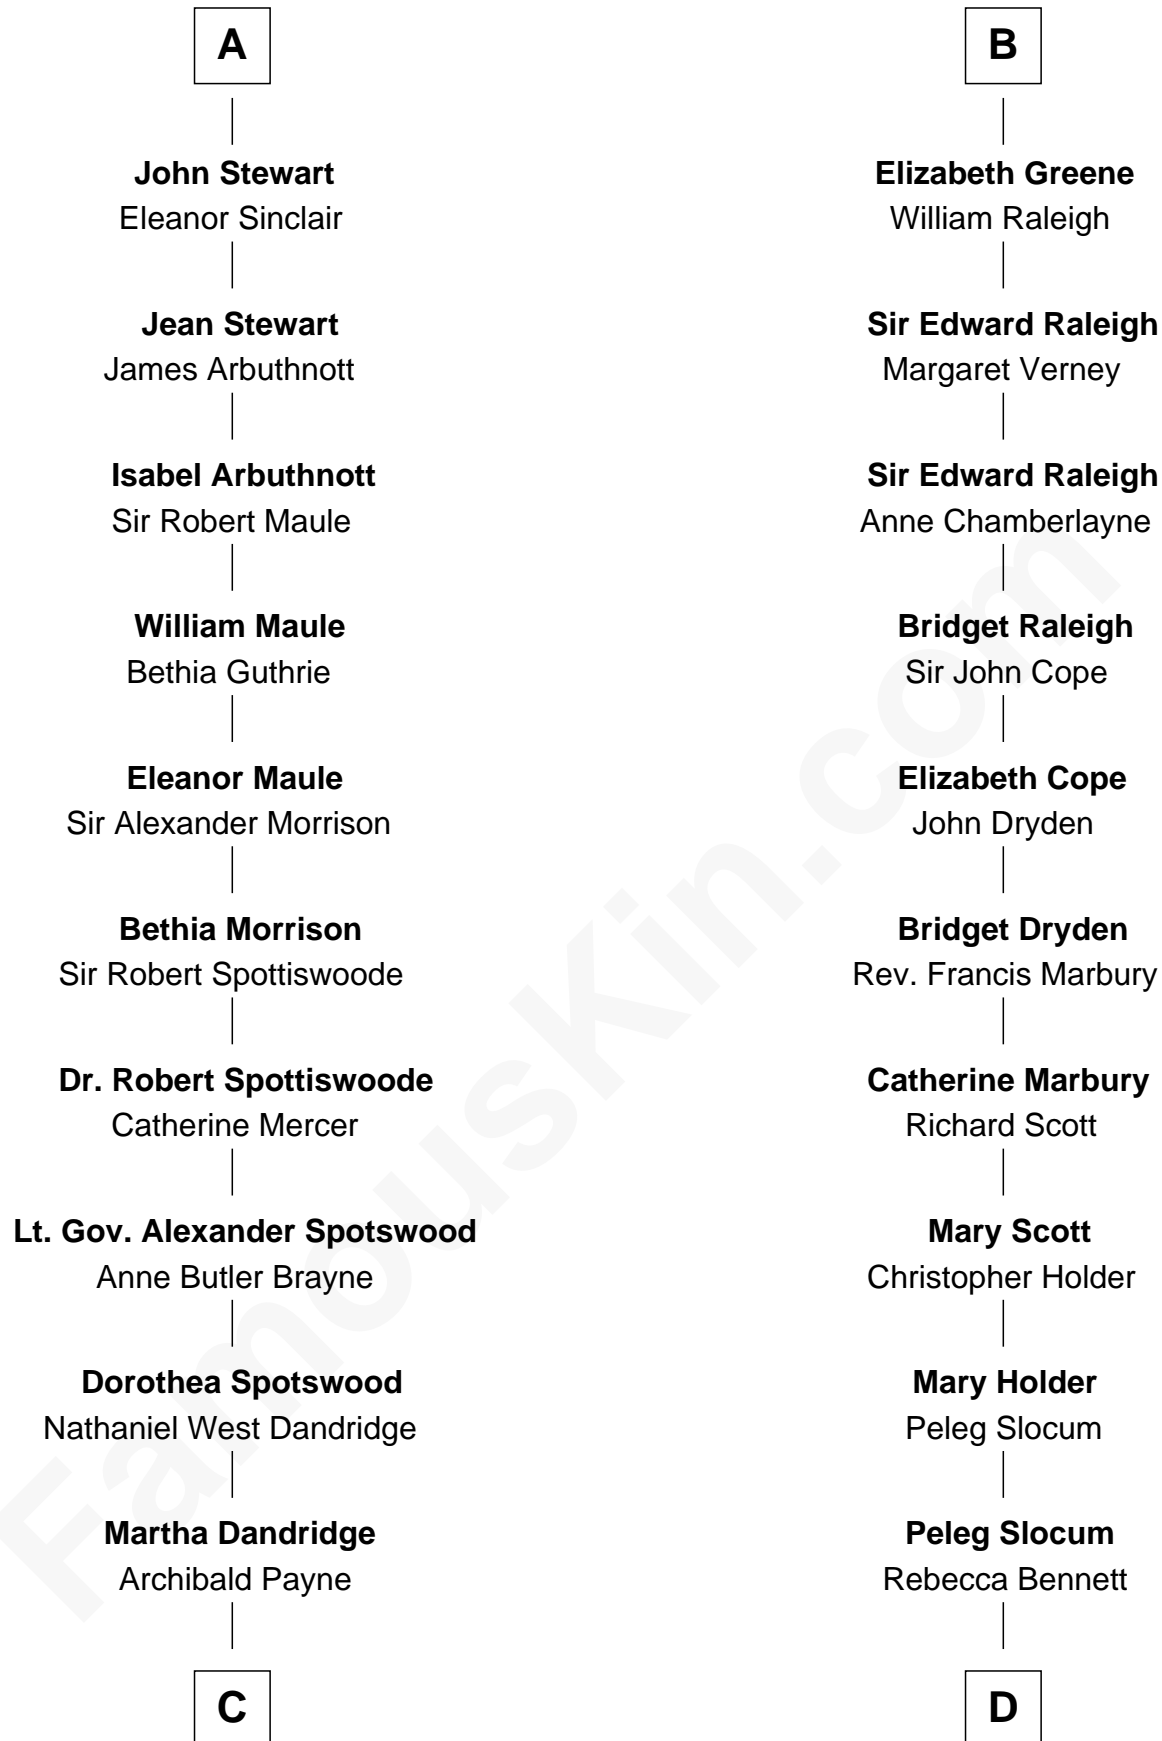 A
John Stewart
Eleanor Sinclair
Jean Stewart
James Arbuthnott
Isabel Arbuthnott
Sir Robert Maule
William Maule
Bethia Guthrie
Eleanor Maule
Sir Alexander Morrison
Bethia Morrison
Sir Robert Spottiswoode
Dr. Robert Spottiswoode
Catherine Mercer
Lt. Gov. Alexander Spotswood
Anne Butler Brayne
Dorothea Spotswood
Nathaniel West Dandridge
Martha Dandridge
Archibald Payne
C
B
Elizabeth Greene
William Raleigh
Sir Edward Raleigh
Margaret Verney
Sir Edward Raleigh
Anne Chamberlayne
Bridget Raleigh
Sir John Cope
Elizabeth Cope
John Dryden
Bridget Dryden
Rev. Francis Marbury
Catherine Marbury
Richard Scott
Mary Scott
Christopher Holder
Mary Holder
Peleg Slocum
Peleg Slocum
Rebecca Bennett
D
FamousKin.com